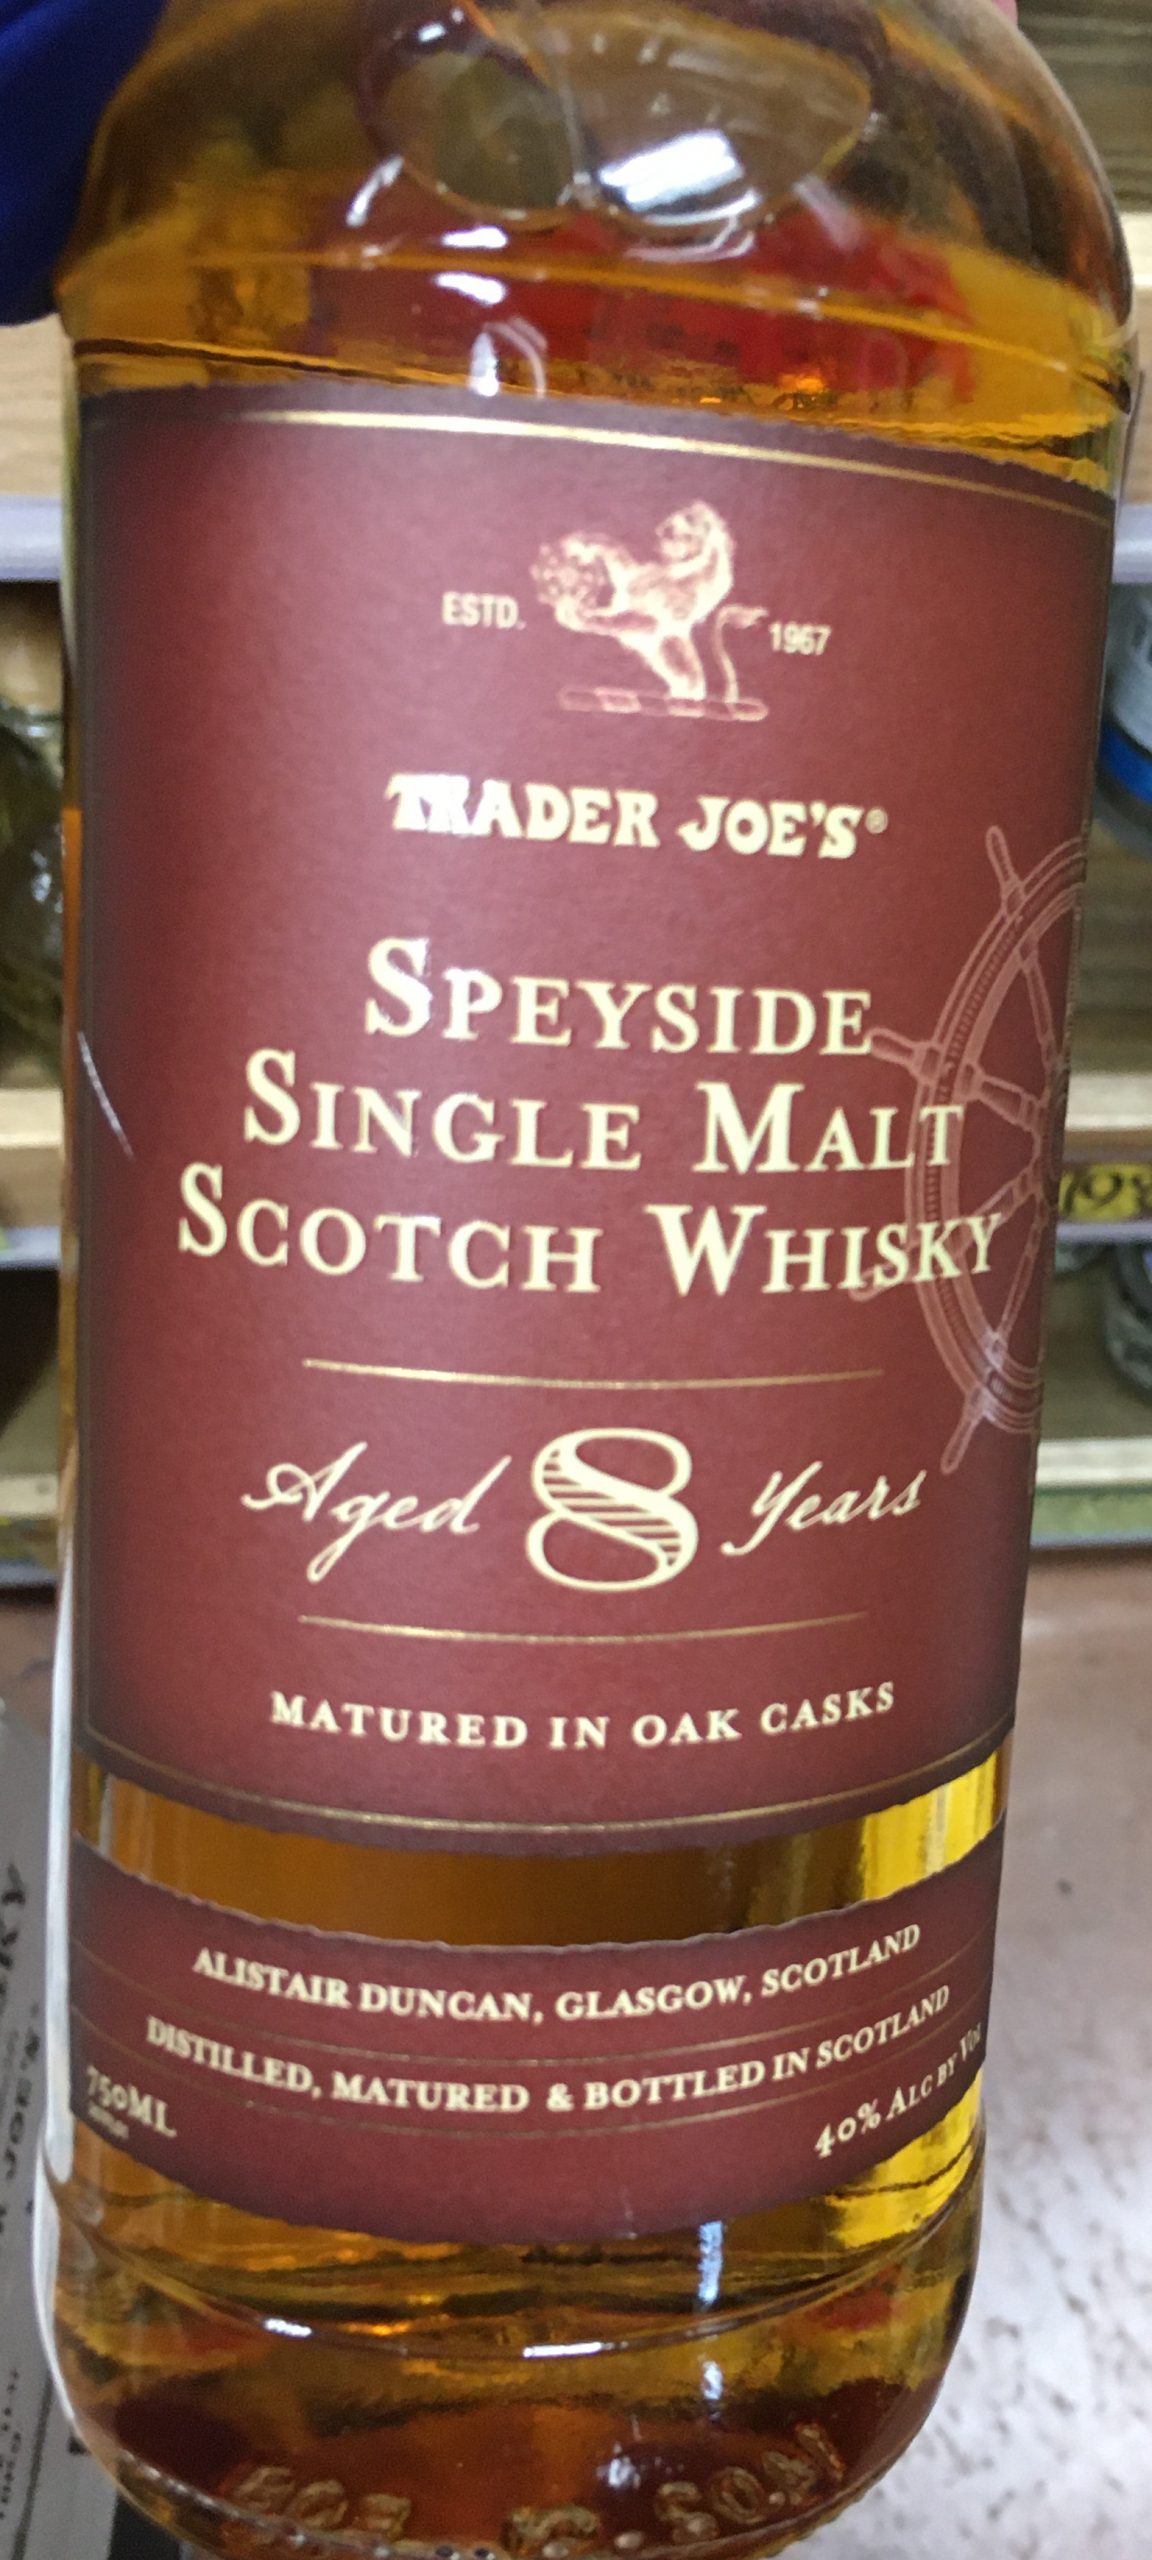 ESTD. 1967
TRADER JOE'S®
SPEYSIDE
SINGLE MALT
SCOTCH WHISKY
Aged 8 Years
MATURED IN OAK CASKS
ALISTAIR DUNCAN, GLASGOW, SCOTLAND
DISTILLED, MATURED & BOTTLED IN SCOTLAND
750ML
40% ALC BY VOL